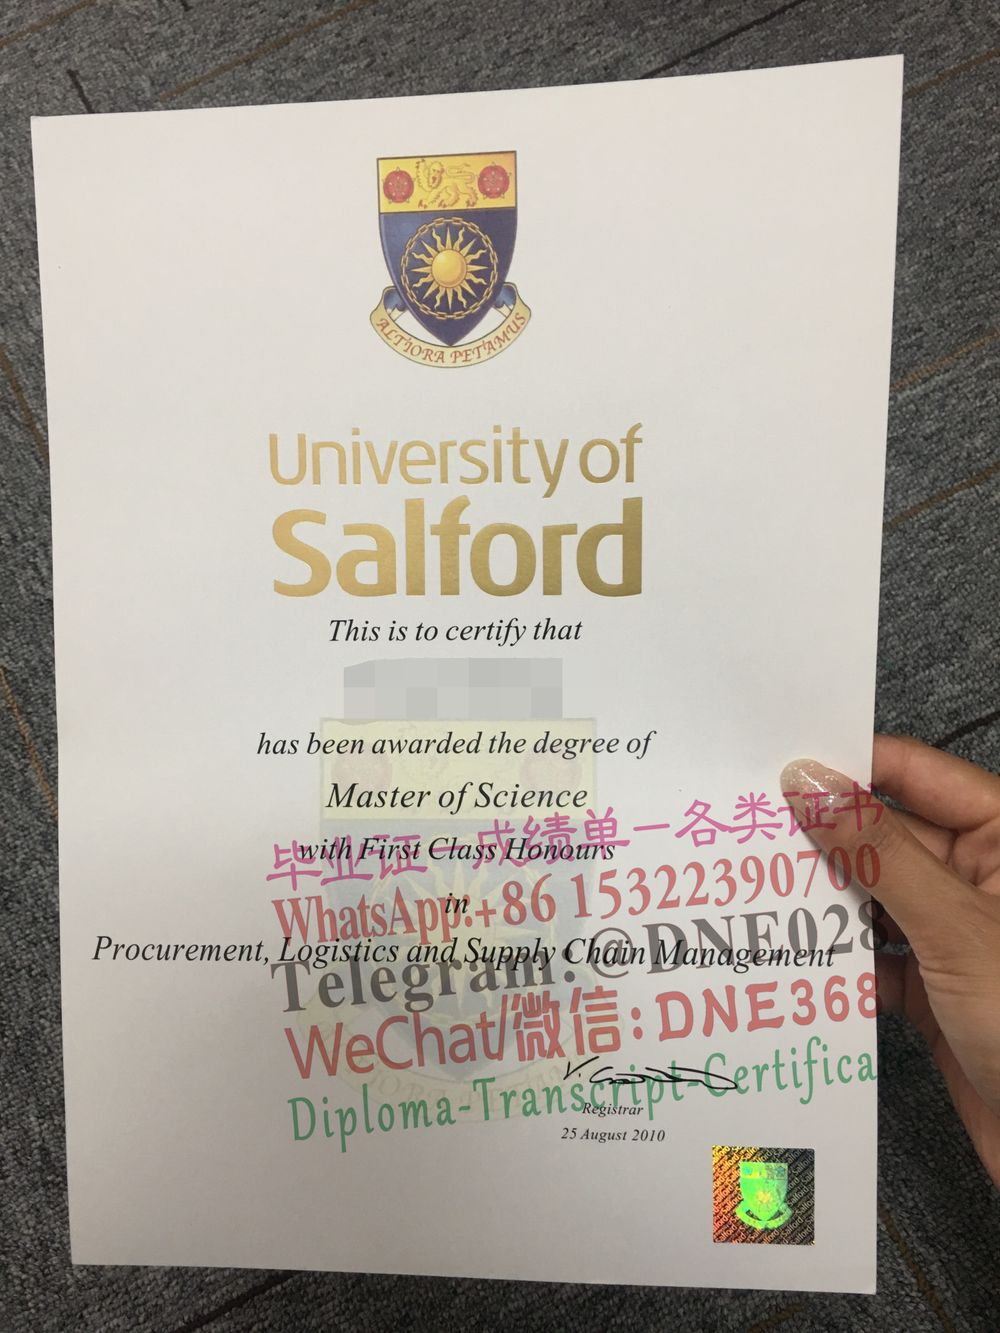 ALTIORA PETAMUS
University of
Salford
This is to certify that
has been awarded the degree of
Master of Science
毕业证一成绩单一各类证书
with First Class Honours
WhatsApp:+86 15322390700
in
Telegram:@DNE028
Procurement, Logistics and Supply Chain Management
WeChat/微信:DNE368
Diploma-Transcript-Certifica
Registrar
25 August 2010